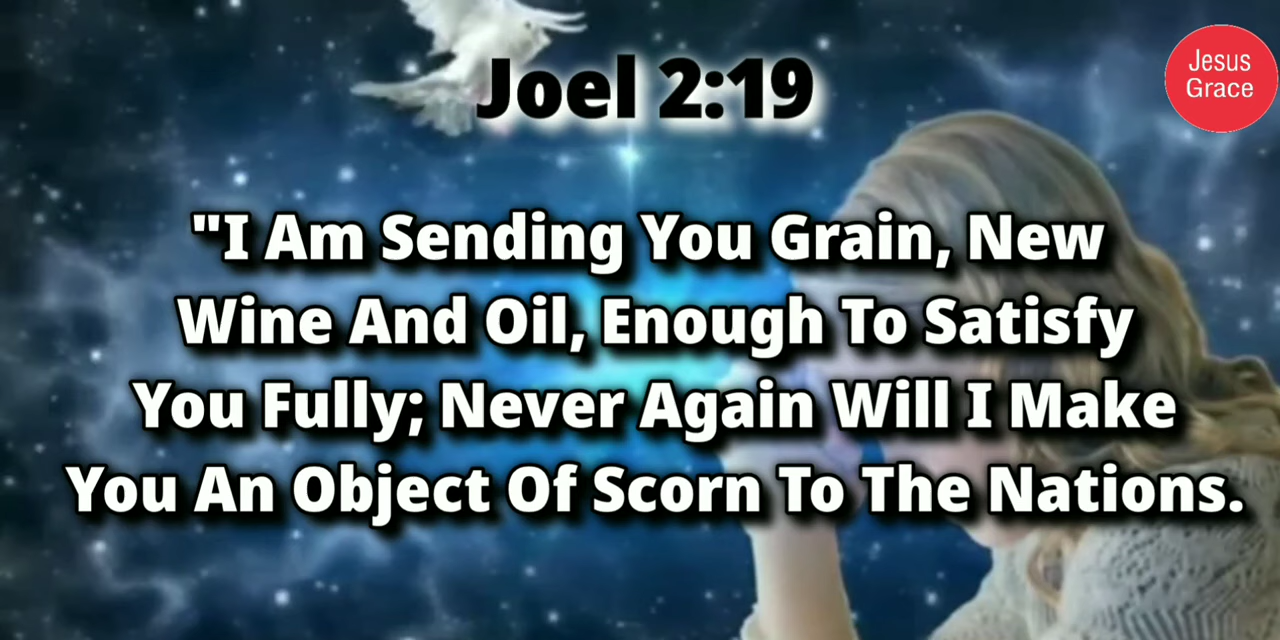 Joel 2:19
Jesus
Grace
"I Am Sending You Grain, New
Wine And Oil, Enough To Satisfy
You Fully; Never Again Will I Make
You An Object Of Scorn To The Nations.